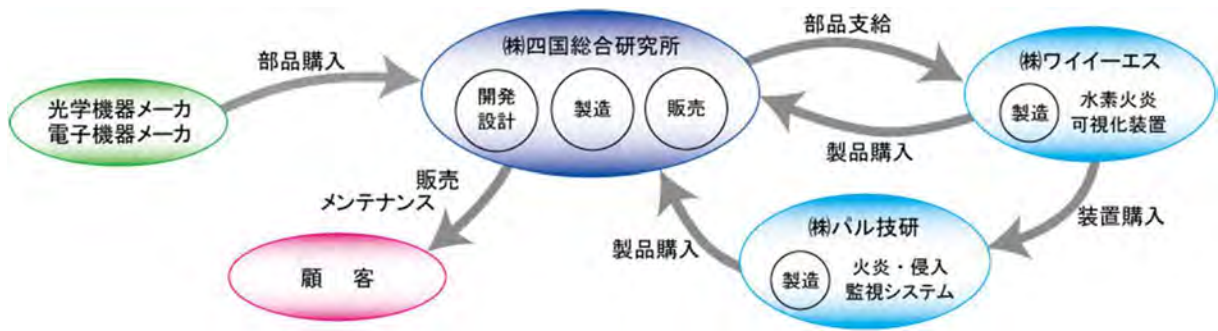 部品購入
光学機器メーカ
電子機器メーカ
㈱四国総合研究所
開発
設計
製造
販売
部品支給
㈱ワイイーエス
製造
水素火炎
可視化装置
製品購入
装置購入
㈱パル技研
製造
火炎・侵入
監視システム
製品購入
販売
メンテナンス
顧　客